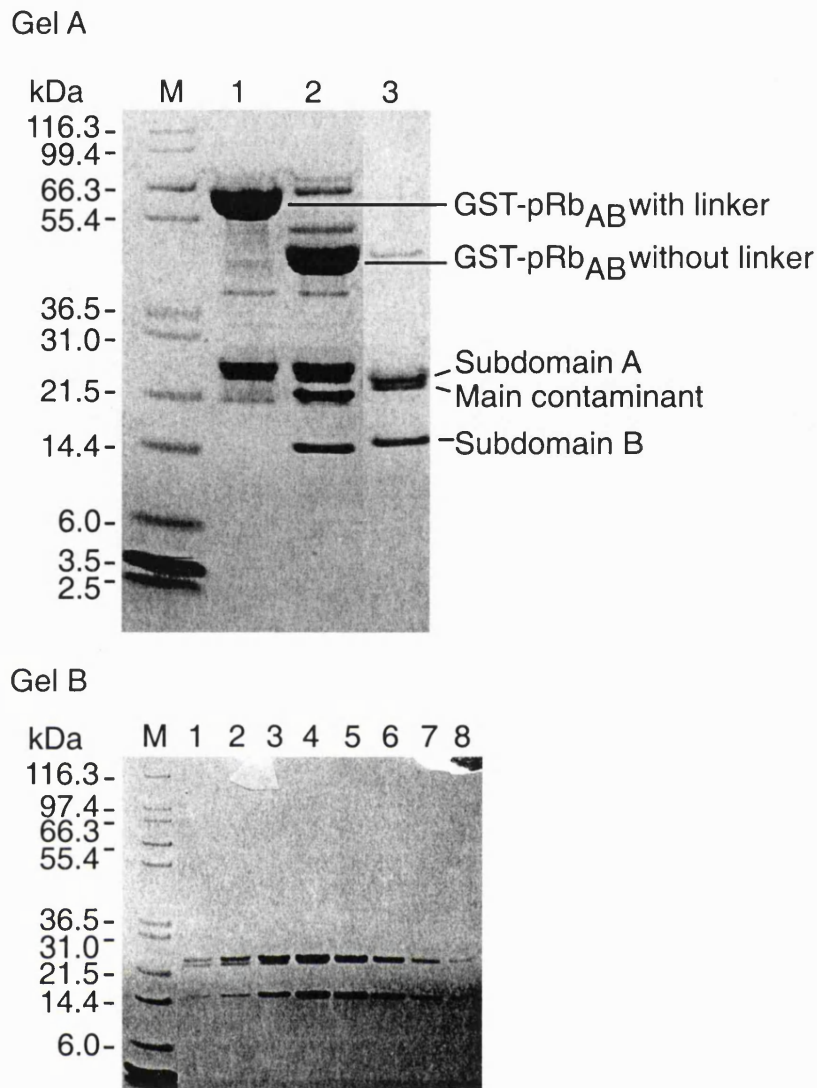 Gel A
kDa M 1 2 3
116.3-
99.4-
66.3-
55.4-
GST-pRbAB with linker
GST-pRbAB without linker
36.5-
31.0-
21.5-
14.4-
Subdomain A
Main contaminant
Subdomain B
6.0-
3.5-
2.5-
Gel B
kDa M 1 2 3 4 5 6 7 8
116.3-
97.4-
66.3-
55.4-
36.5-
31.0-
21.5-
14.4-
6.0-